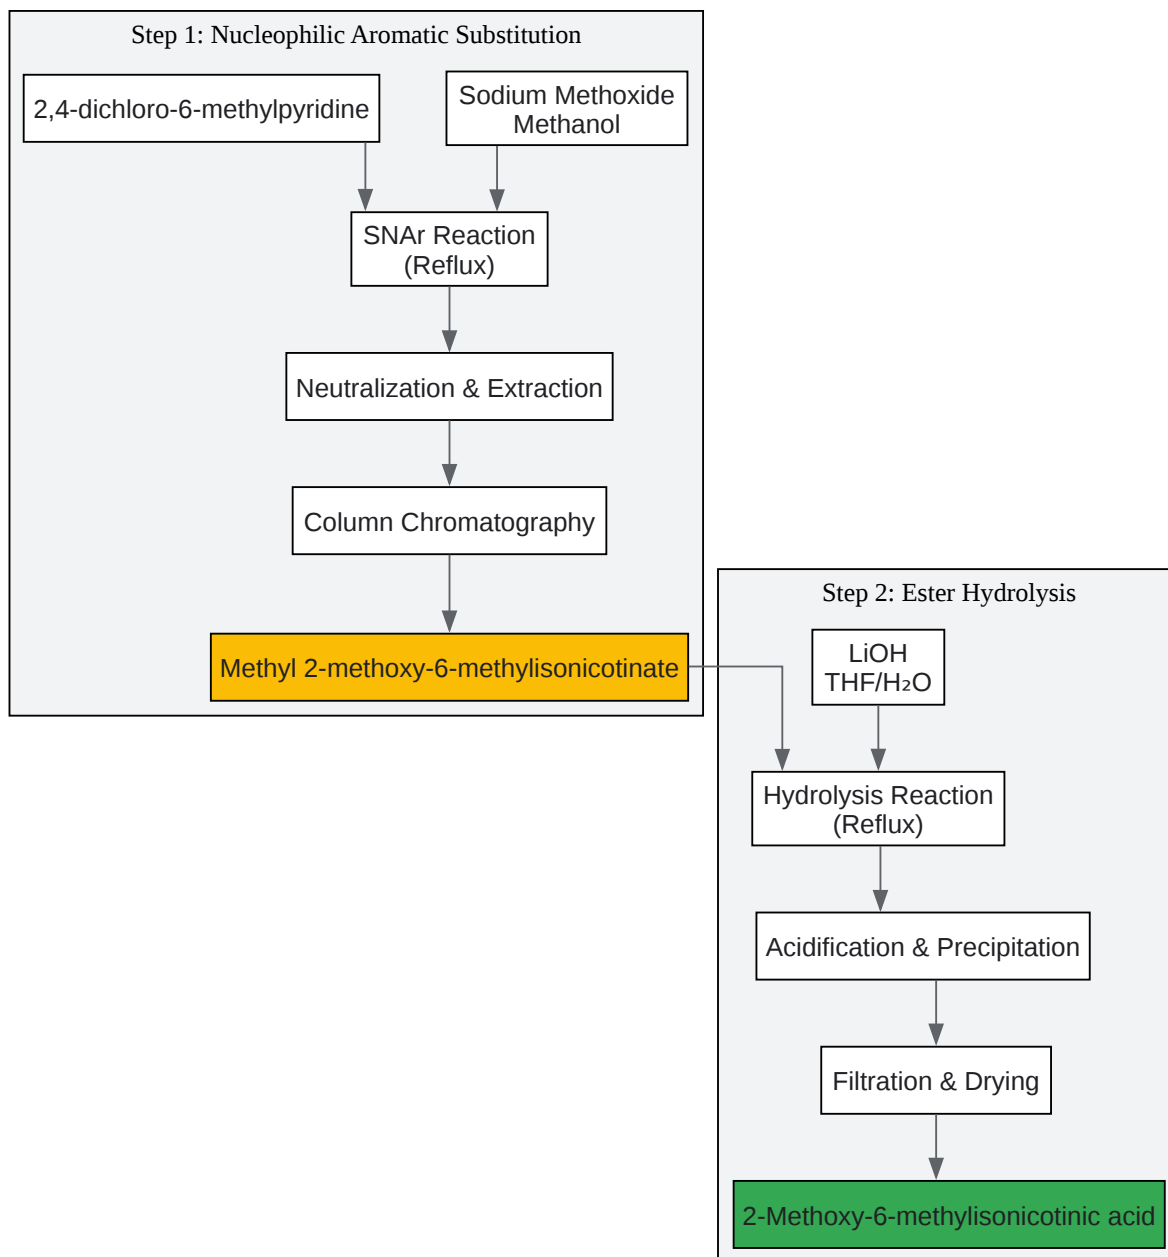 Step 1: Nucleophilic Aromatic Substitution
2,4-dichloro-6-methylpyridine
Sodium Methoxide
Methanol
SNAr Reaction
(Reflux)
Neutralization & Extraction
Column Chromatography
Methyl 2-methoxy-6-methylisonicotinate
Step 2: Ester Hydrolysis
LiOH
THF/H₂O
Hydrolysis Reaction
(Reflux)
Acidification & Precipitation
Filtration & Drying
2-Methoxy-6-methylisonicotinic acid